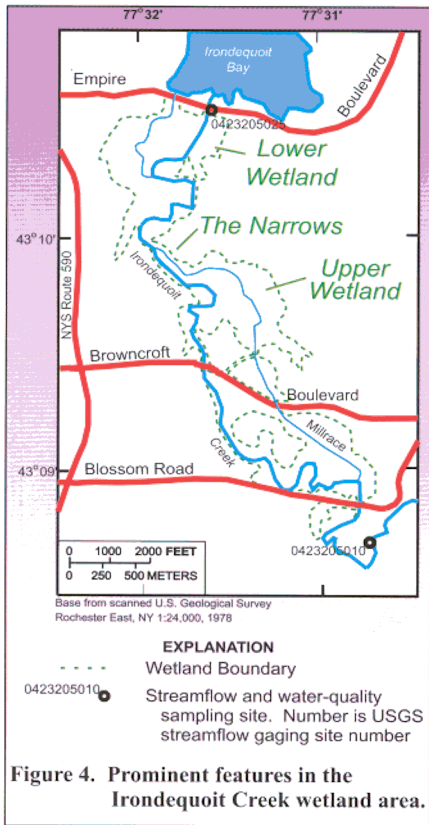 77°32' 77°31'
Irondequoit
Bay
Empire
Boulevard
0423205025
Lower
Wetland
The Narrows
43°10'
Irondequoit
Upper
Wetland
NYS Route 590
Browncroft
Boulevard
Millrace
Creek
43°09'
Blossom Road
0423205010
0 1000 2000 FEET
0 250 500 METERS
Base from scanned U.S. Geological Survey
Rochester East, NY 1:24,000, 1978
EXPLANATION
Wetland Boundary
0423205010 Streamflow and water-quality
sampling site. Number is USGS
streamflow gaging site number
Figure 4. Prominent features in the
Irondequoit Creek wetland area.